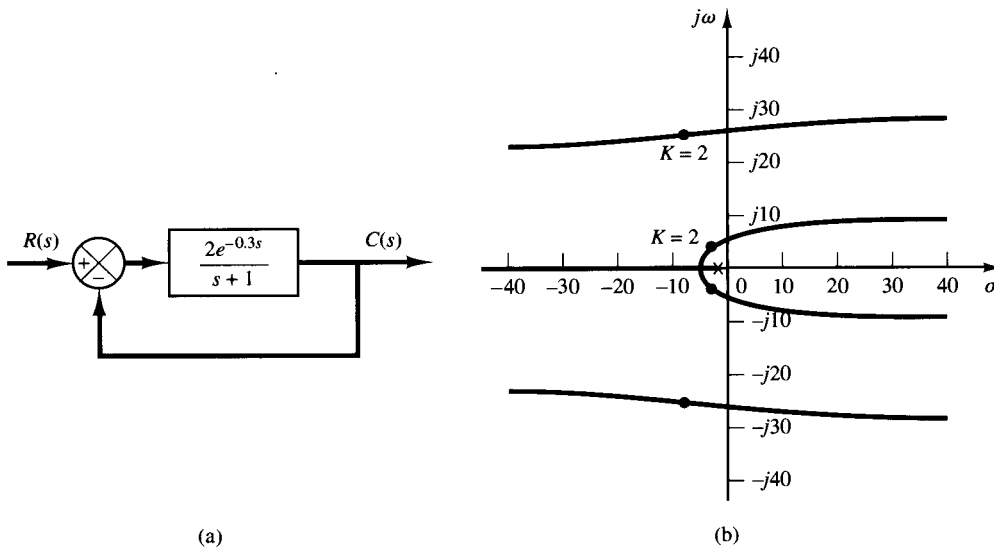 R(s)
+
−
2e^{−0.3s}
s + 1
C(s)
(a)
jω
j40
j30
K = 2
j20
j10
K = 2
−40 −30 −20 −10 0 10 20 30 40 σ
−j10
−j20
−j30
−j40
(b)